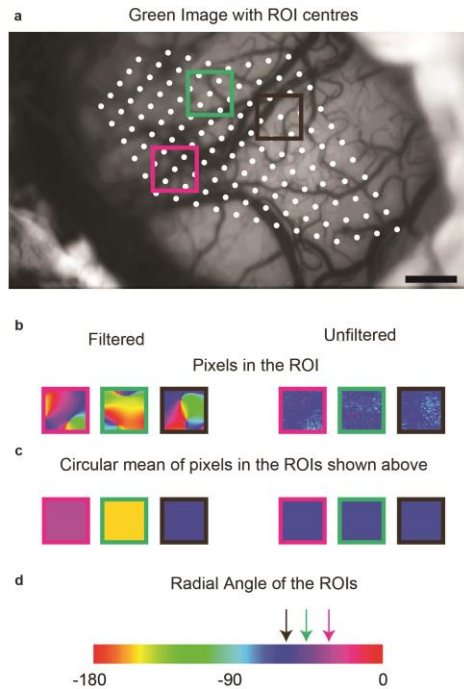 a
Green Image with ROI centres
b
Filtered
Unfiltered
Pixels in the ROI
c
Circular mean of pixels in the ROIs shown above
d
Radial Angle of the ROIs
-180
-90
0